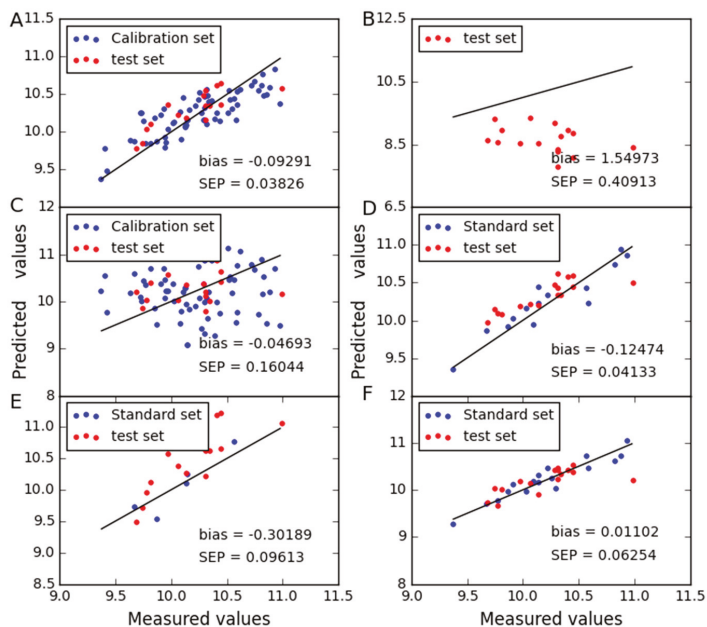 A
11.5
11.0
10.5
10.0
9.5
Calibration set
test set
bias = -0.09291
SEP = 0.03826
B
12.5
10.5
8.5
6.5
test set
bias = 1.54973
SEP = 0.40913
C
12
11
10
9
8
Calibration set
test set
bias = -0.04693
SEP = 0.16044
D
11.0
10.5
10.0
9.5
Standard set
test set
bias = -0.12474
SEP = 0.04133
Predicted values
Predicted values
E
11.0
10.5
10.0
9.5
9.0
8.5
Standard set
test set
bias = -0.30189
SEP = 0.09613
9.0
9.5
10.0
10.5
11.0
11.5
Measured values
F
12
11
10
9
8
Standard set
test set
bias = 0.01102
SEP = 0.06254
9.0
9.5
10.0
10.5
11.0
11.5
Measured values